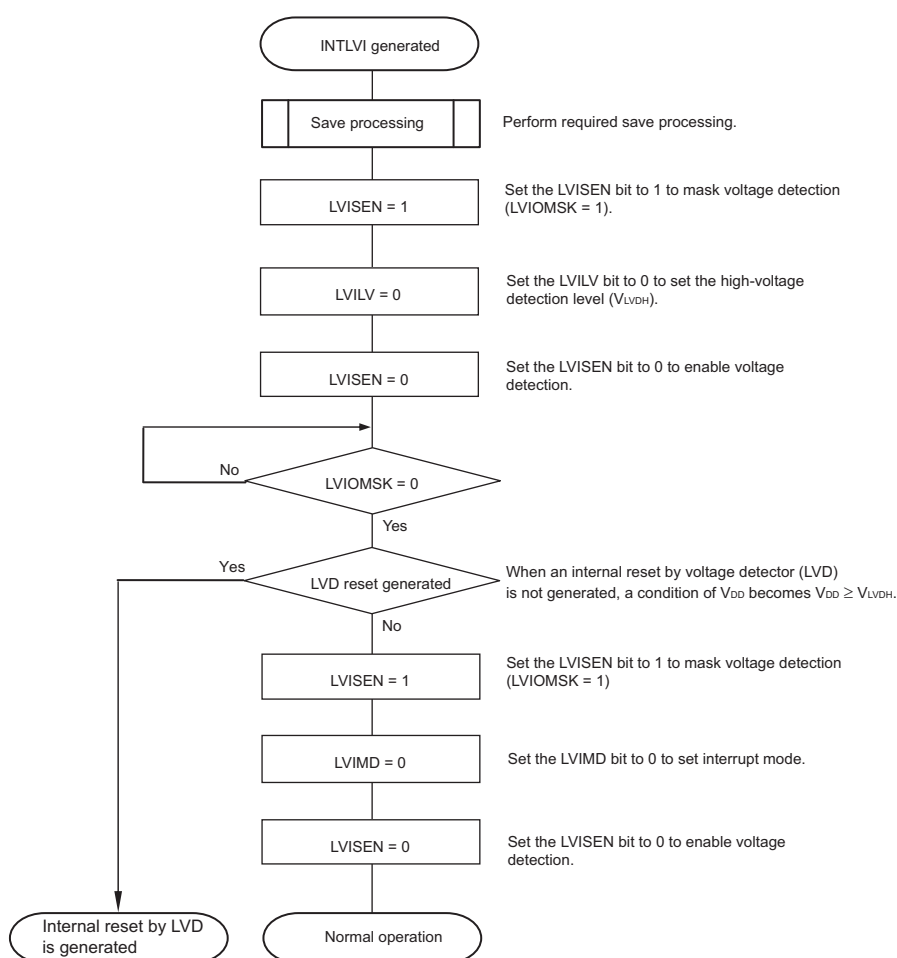 INTLVI generated
Save processing
Perform required save processing.
LVISEN = 1
Set the LVISEN bit to 1 to mask voltage detection
(LVIOMSK = 1).
LVILV = 0
Set the LVILV bit to 0 to set the high-voltage
detection level (VLVDH).
LVISEN = 0
Set the LVISEN bit to 0 to enable voltage
detection.
No
LVIOMSK = 0
Yes
Yes
LVD reset generated
When an internal reset by voltage detector (LVD)
is not generated, a condition of VDD becomes VDD ≥ VLVDH.
No
LVISEN = 1
Set the LVISEN bit to 1 to mask voltage detection
(LVIOMSK = 1)
LVIMD = 0
Set the LVIMD bit to 0 to set interrupt mode.
LVISEN = 0
Set the LVISEN bit to 0 to enable voltage
detection.
Internal reset by LVD
is generated
Normal operation